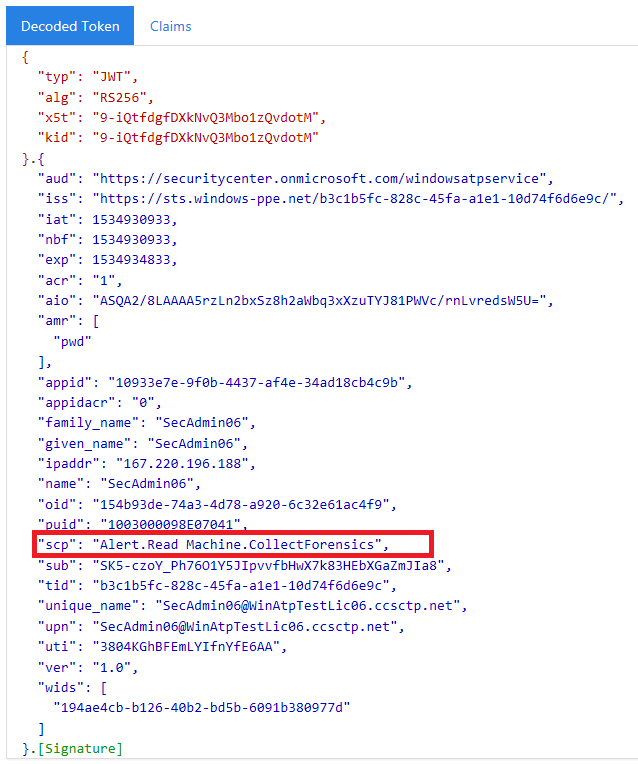 Decoded Token Claims
{
"typ": "JWT",
"alg": "RS256",
"x5t": "9-iQtfdgfDXkNvQ3Mbo1zQvdotM",
"kid": "9-iQtfdgfDXkNvQ3Mbo1zQvdotM"
}.{
"aud": "https://securitycenter.onmicrosoft.com/windowsatpservice",
"iss": "https://sts.windows-ppe.net/b3c1b5fc-828c-45fa-a1e1-10d74f6d6e9c/",
"iat": 1534930933,
"nbf": 1534930933,
"exp": 1534934833,
"acr": "1",
"aio": "ASQA2/8LAAAA5rzLn2bxSz8h2aWbq3xXzuTYJ81PWVc/rnLvredsW5U=",
"amr": [
"pwd"
],
"appid": "10933e7e-9f0b-4437-af4e-34ad18cb4c9b",
"appidacr": "0",
"family_name": "SecAdmin06",
"given_name": "SecAdmin06",
"ipaddr": "167.220.196.188",
"name": "SecAdmin06",
"oid": "154b93de-74a3-4d78-a920-6c32e61ac4f9",
"puid": "1003000098E07041",
"scp": "Alert.Read Machine.CollectForensics",
"sub": "SK5-czoY_Ph76O1Y5JIpvvfbHwX7k83HEbXGaZmJIa8",
"tid": "b3c1b5fc-828c-45fa-a1e1-10d74f6d6e9c",
"unique_name": "SecAdmin06@WinAtpTestLic06.ccsctp.net",
"upn": "SecAdmin06@WinAtpTestLic06.ccsctp.net",
"uti": "3804KGhBFEmLYIfnYfE6AA",
"ver": "1.0",
"wids": [
"194ae4cb-b126-40b2-bd5b-6091b380977d"
]
}.[Signature]